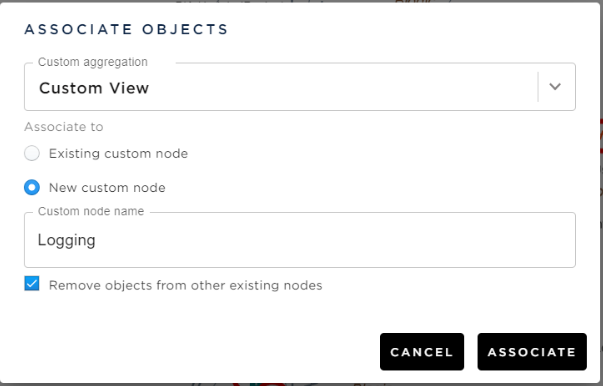 ASSOCIATE OBJECTS
Custom aggregation
Custom View
Associate to
Existing custom node
New custom node
Custom node name
Logging
Remove objects from other existing nodes
CANCEL
ASSOCIATE